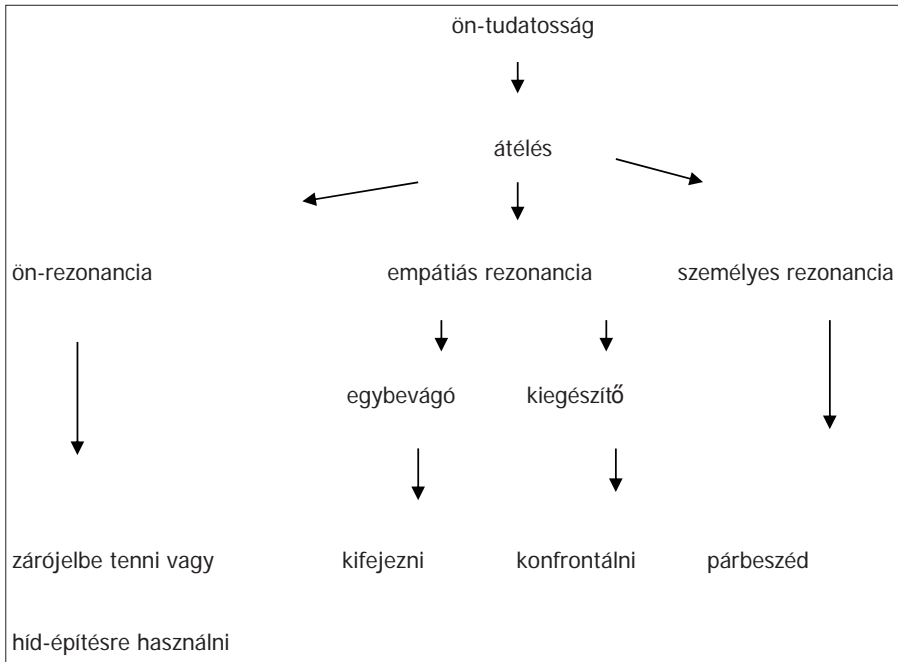 ön-tudatosság
átélés
ön-rezonancia empátiás rezonancia személyes rezonancia
egybevágó kiegészítő
zárójelbe tenni vagy kifejezni konfrontálni párbeszéd
híd-építésre használni